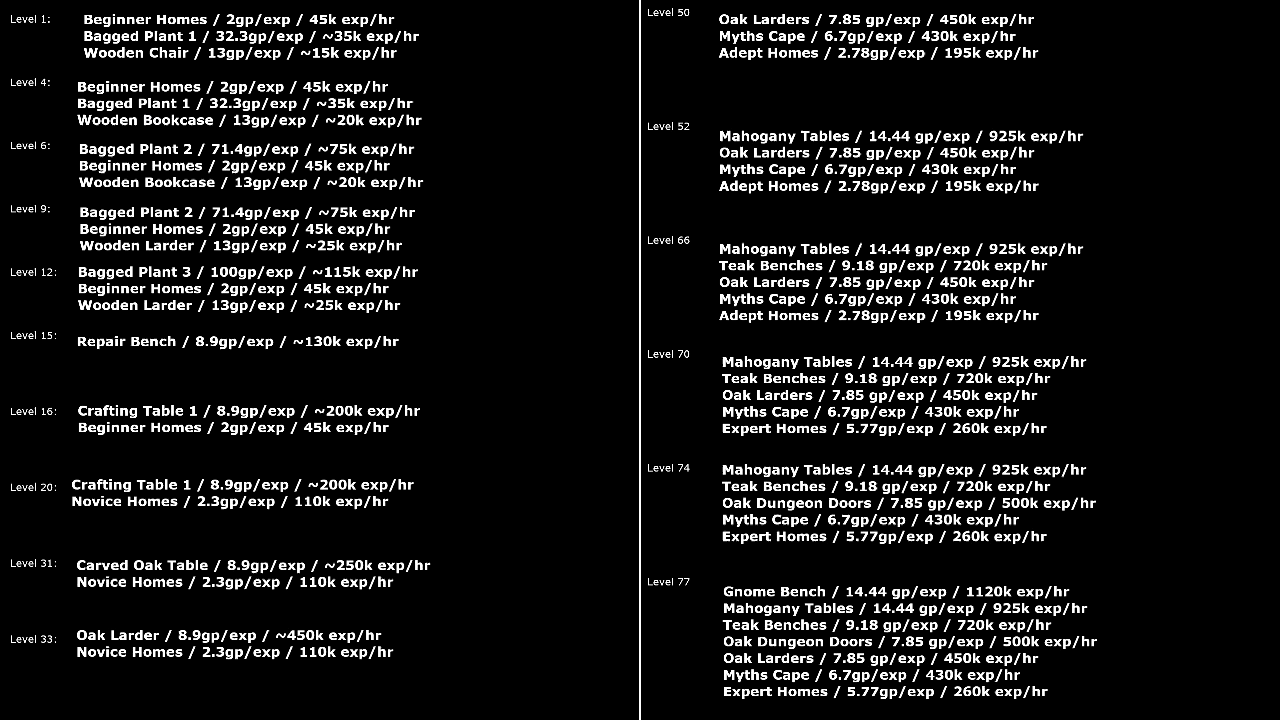 Level 1:
Beginner Homes / 2gp/exp / 45k exp/hr
Bagged Plant 1 / 32.3gp/exp / ~35k exp/hr
Wooden Chair / 13gp/exp / ~15k exp/hr
Level 4:
Beginner Homes / 2gp/exp / 45k exp/hr
Bagged Plant 1 / 32.3gp/exp / ~35k exp/hr
Wooden Bookcase / 13gp/exp / ~20k exp/hr
Level 6:
Bagged Plant 2 / 71.4gp/exp / ~75k exp/hr
Beginner Homes / 2gp/exp / 45k exp/hr
Wooden Bookcase / 13gp/exp / ~20k exp/hr
Level 9:
Bagged Plant 2 / 71.4gp/exp / ~75k exp/hr
Beginner Homes / 2gp/exp / 45k exp/hr
Wooden Larder / 13gp/exp / ~25k exp/hr
Level 12:
Bagged Plant 3 / 100gp/exp / ~115k exp/hr
Beginner Homes / 2gp/exp / 45k exp/hr
Wooden Larder / 13gp/exp / ~25k exp/hr
Level 15:
Repair Bench / 8.9gp/exp / ~130k exp/hr
Level 16:
Crafting Table 1 / 8.9gp/exp / ~200k exp/hr
Beginner Homes / 2gp/exp / 45k exp/hr
Level 20:
Crafting Table 1 / 8.9gp/exp / ~200k exp/hr
Novice Homes / 2.3gp/exp / 110k exp/hr
Level 31:
Carved Oak Table / 8.9gp/exp / ~250k exp/hr
Novice Homes / 2.3gp/exp / 110k exp/hr
Level 33:
Oak Larder / 8.9gp/exp / ~450k exp/hr
Novice Homes / 2.3gp/exp / 110k exp/hr
Level 50
Oak Larders / 7.85 gp/exp / 450k exp/hr
Myths Cape / 6.7gp/exp / 430k exp/hr
Adept Homes / 2.78gp/exp / 195k exp/hr
Level 52
Mahogany Tables / 14.44 gp/exp / 925k exp/hr
Oak Larders / 7.85 gp/exp / 450k exp/hr
Myths Cape / 6.7gp/exp / 430k exp/hr
Adept Homes / 2.78gp/exp / 195k exp/hr
Level 66
Mahogany Tables / 14.44 gp/exp / 925k exp/hr
Teak Benches / 9.18 gp/exp / 720k exp/hr
Oak Larders / 7.85 gp/exp / 450k exp/hr
Myths Cape / 6.7gp/exp / 430k exp/hr
Adept Homes / 2.78gp/exp / 195k exp/hr
Level 70
Mahogany Tables / 14.44 gp/exp / 925k exp/hr
Teak Benches / 9.18 gp/exp / 720k exp/hr
Oak Larders / 7.85 gp/exp / 450k exp/hr
Myths Cape / 6.7gp/exp / 430k exp/hr
Expert Homes / 5.77gp/exp / 260k exp/hr
Level 74
Mahogany Tables / 14.44 gp/exp / 925k exp/hr
Teak Benches / 9.18 gp/exp / 720k exp/hr
Oak Dungeon Doors / 7.85 gp/exp / 500k exp/hr
Myths Cape / 6.7gp/exp / 430k exp/hr
Expert Homes / 5.77gp/exp / 260k exp/hr
Level 77
Gnome Bench / 14.44 gp/exp / 1120k exp/hr
Mahogany Tables / 14.44 gp/exp / 925k exp/hr
Teak Benches / 9.18 gp/exp / 720k exp/hr
Oak Dungeon Doors / 7.85 gp/exp / 500k exp/hr
Oak Larders / 7.85 gp/exp / 450k exp/hr
Myths Cape / 6.7gp/exp / 430k exp/hr
Expert Homes / 5.77gp/exp / 260k exp/hr